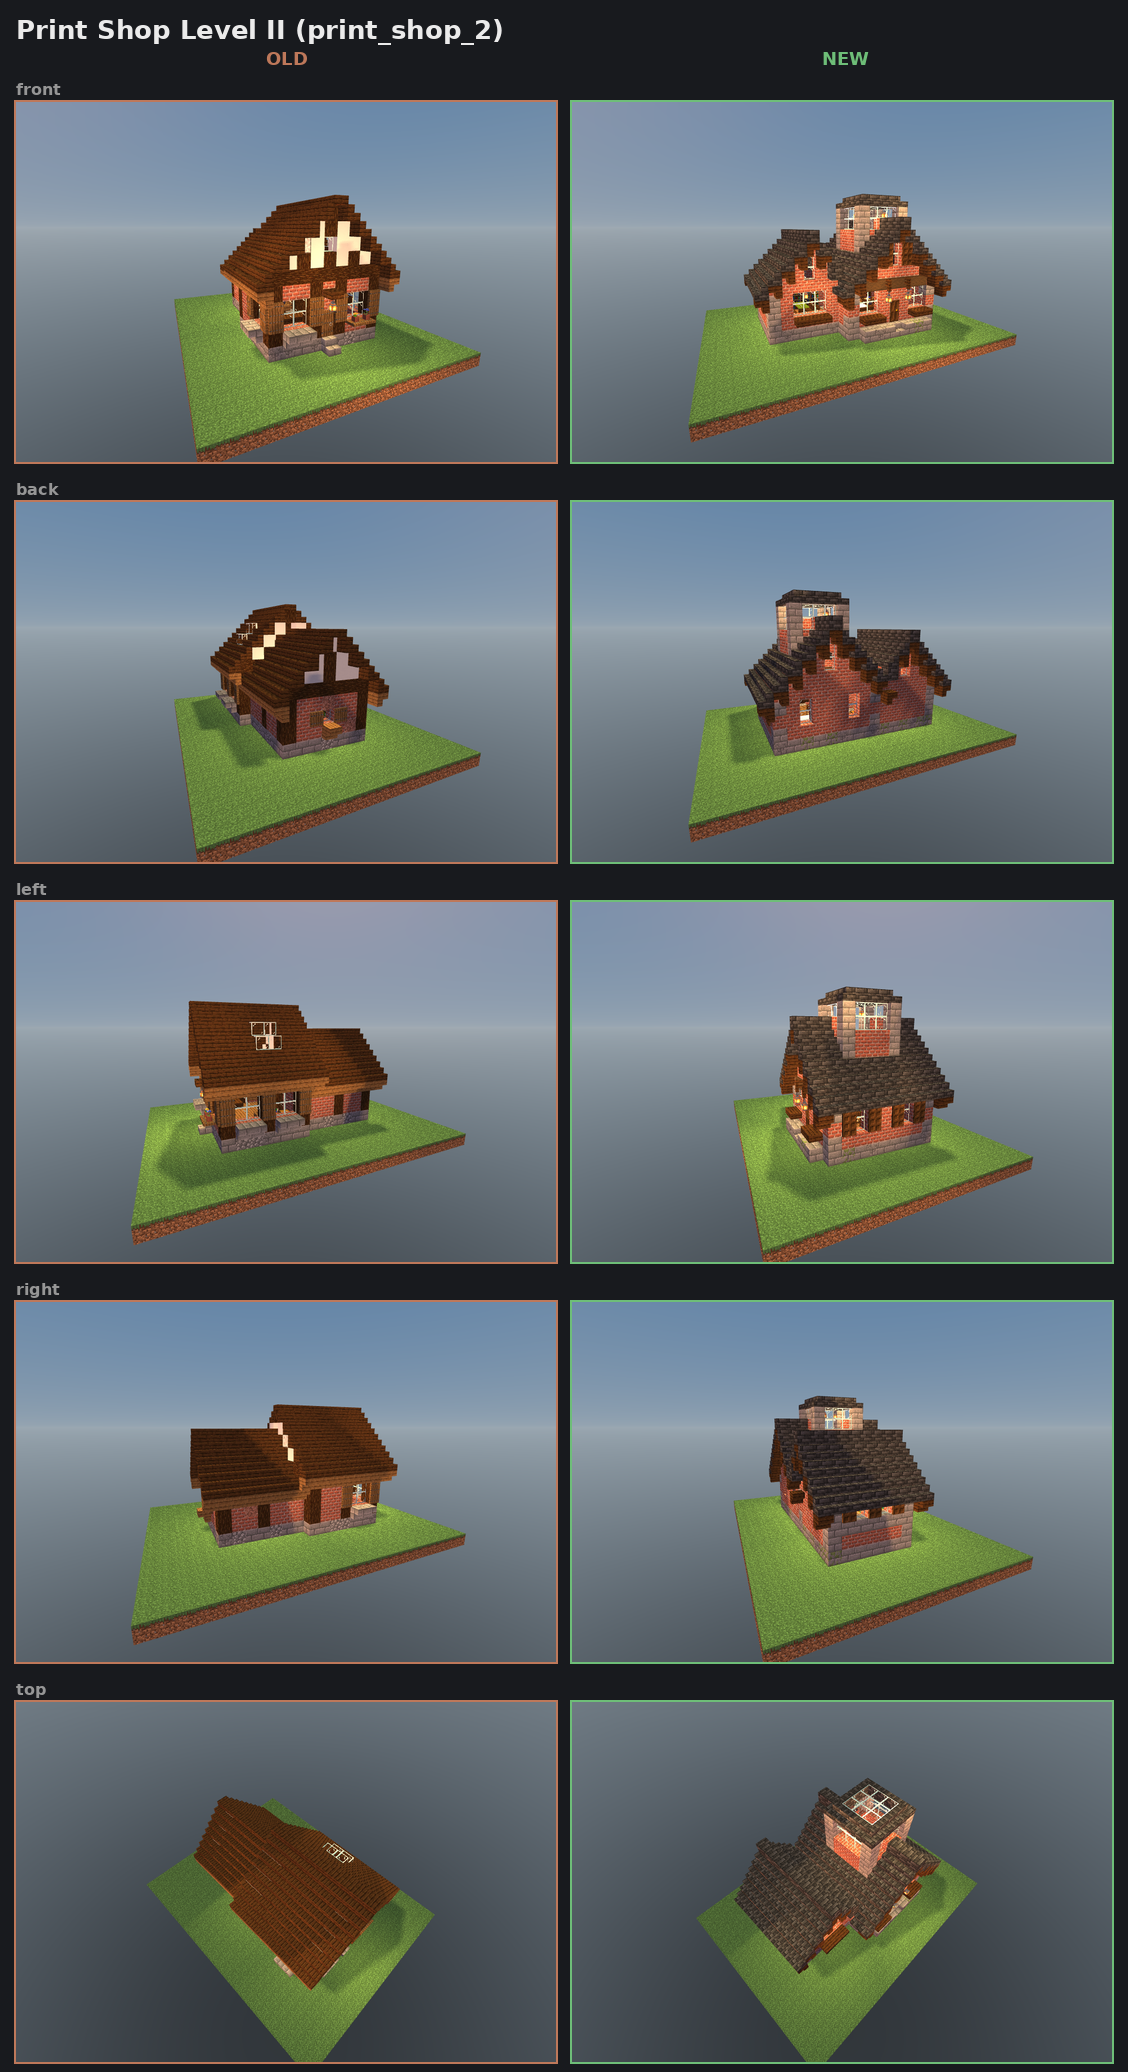 Print Shop Level II (print_shop_2)
OLD
NEW
front
back
left
right
top